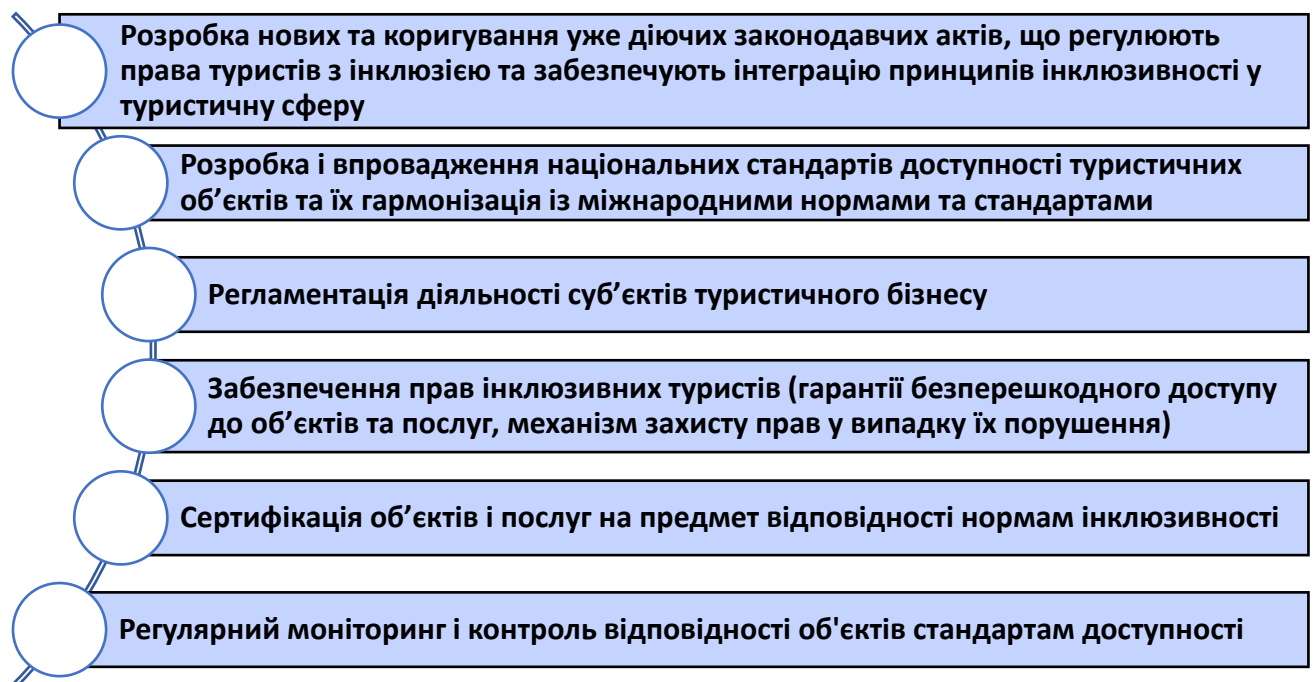 Розробка нових та коригування уже діючих законодавчих актів, що регулюють
права туристів з інклюзією та забезпечують інтеграцію принципів інклюзивності у
туристичну сферу
Розробка і впровадження національних стандартів доступності туристичних
об’єктів та їх гармонізація із міжнародними нормами та стандартами
Регламентація діяльності суб’єктів туристичного бізнесу
Забезпечення прав інклюзивних туристів (гарантії безперешкодного доступу
до об’єктів та послуг, механізм захисту прав у випадку їх порушення)
Сертифікація об’єктів і послуг на предмет відповідності нормам інклюзивності
Регулярний моніторинг і контроль відповідності об'єктів стандартам доступності